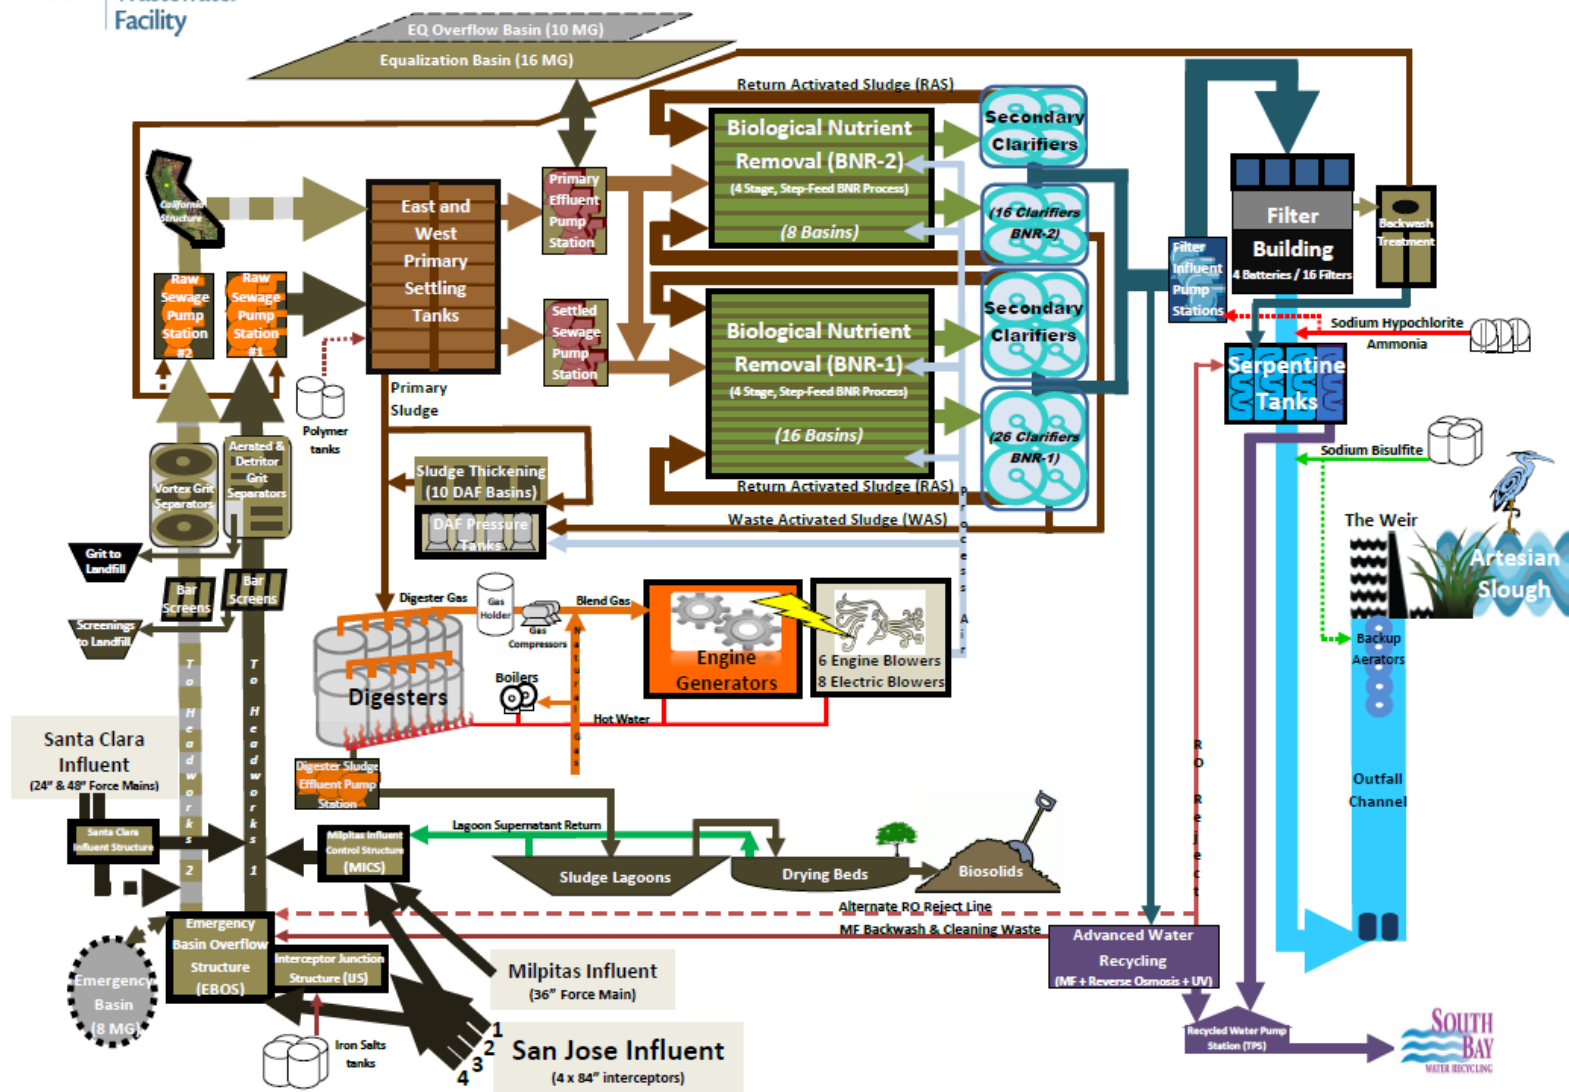 Facility
EQ Overflow Basin (10 MG)
Equalization Basin (16 MG)
Return Activated Sludge (RAS)
Biological Nutrient
Removal (BNR-2)
(4 Stage, Step-Feed BNR Process)
(8 Basins)
Secondary
Clarifiers
(16 Clarifiers
BNR-2)
California
Structure
East and
West
Primary
Settling
Tanks
Primary
Effluent
Pump
Station
Filter
Building
4 Batteries / 16 Filters
Backwash
Treatment
Filter
Influent
Pump
Stations
Raw
Sewage
Pump
Station
#2
Raw
Sewage
Pump
Station
#1
Settled
Sewage
Pump
Station
Biological Nutrient
Removal (BNR-1)
(4 Stage, Step-Feed BNR Process)
(16 Basins)
Secondary
Clarifiers
(26 Clarifiers
BNR-1)
Sodium Hypochlorite
Ammonia
Serpentine
Tanks
Primary
Sludge
Polymer
tanks
Sodium Bisulfite
Vortex Grit
Separators
Aerated &
Detritor
Grit
Separators
Sludge Thickening
(10 DAF Basins)
Return Activated Sludge (RAS)
Waste Activated Sludge (WAS)
DAF Pressure
Tanks
Process Air
The Weir
Artesian
Slough
Grit to
Landfill
Bar
Screens
Bar
Screens
Screenings
to Landfill
Digester Gas
Gas
Holder
Gas
Compressors
Blend Gas
Natural Gas
Engine
Generators
6 Engine Blowers
8 Electric Blowers
Backup
Aerators
Digesters
Boilers
Hot Water
To Headworks 2
To Headworks 1
Santa Clara
Influent
(24" & 48" Force Mains)
Santa Clara
Influent Structure
Digester Sludge
Effluent Pump
Station
Outfall
Channel
RO Reject
Milpitas Influent
Control Structure
(MICS)
Lagoon Supernatant Return
Sludge Lagoons
Drying Beds
Biosolids
Alternate RO Reject Line
MF Backwash & Cleaning Waste
Emergency
Basin Overflow
Structure
(EBOS)
Interceptor Junction
Structure (IJS)
Emergency
Basin
(8 MG)
Milpitas Influent
(36" Force Main)
Advanced Water
Recycling
(MF + Reverse Osmosis + UV)
Iron Salts
tanks
1
2
3
4
San Jose Influent
(4 x 84" interceptors)
Recycled Water Pump
Station (TPS)
SOUTH
BAY
WATER RECYCLING